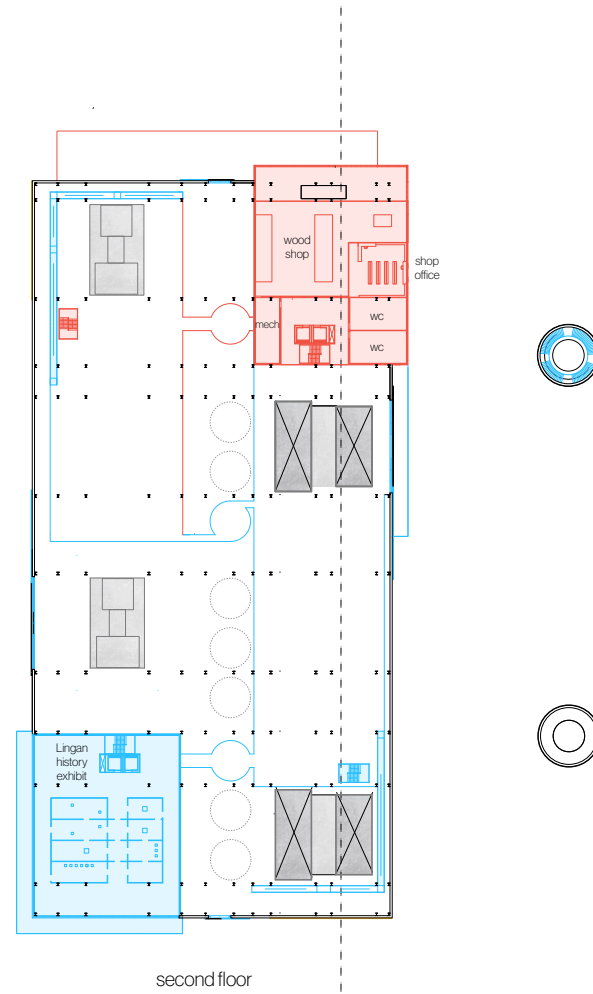 wood
shop
shop
office
mech
wc
wc
Lingan
history
exhibit
second floor